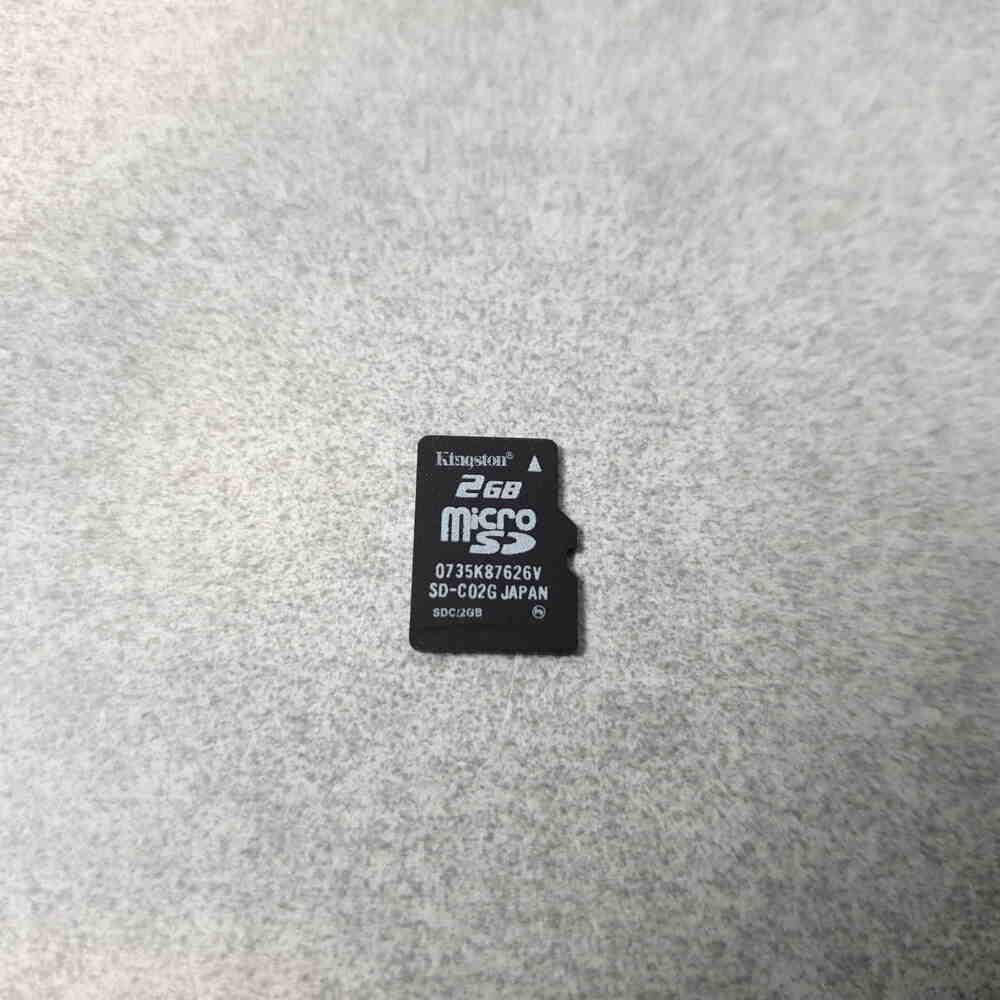 Kingston®
2GB
Micro
SD
0735K87626V
SD-C02G JAPAN
SDC/2GB